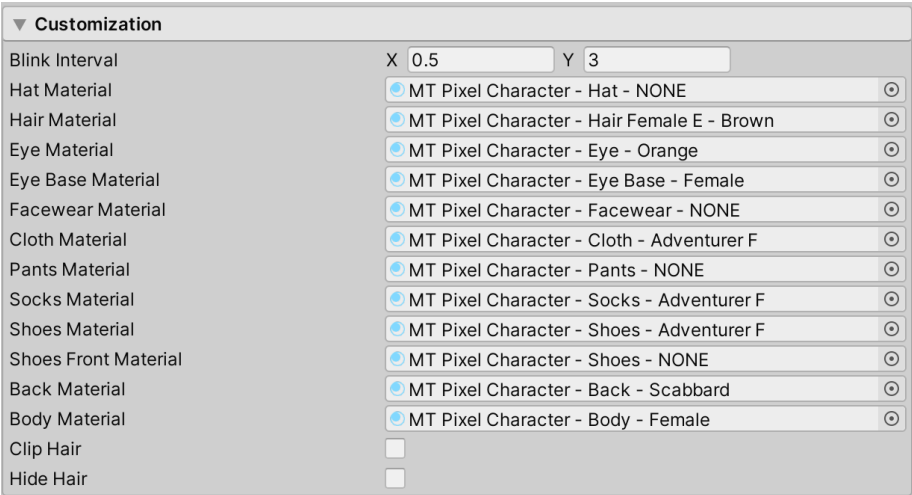 Customization
Blink Interval X 0.5 Y 3
Hat Material MT Pixel Character - Hat - NONE
Hair Material MT Pixel Character - Hair Female E - Brown
Eye Material MT Pixel Character - Eye - Orange
Eye Base Material MT Pixel Character - Eye Base - Female
Facewear Material MT Pixel Character - Facewear - NONE
Cloth Material MT Pixel Character - Cloth - Adventurer F
Pants Material MT Pixel Character - Pants - NONE
Socks Material MT Pixel Character - Socks - Adventurer F
Shoes Material MT Pixel Character - Shoes - Adventurer F
Shoes Front Material MT Pixel Character - Shoes - NONE
Back Material MT Pixel Character - Back - Scabbard
Body Material MT Pixel Character - Body - Female
Clip Hair
Hide Hair